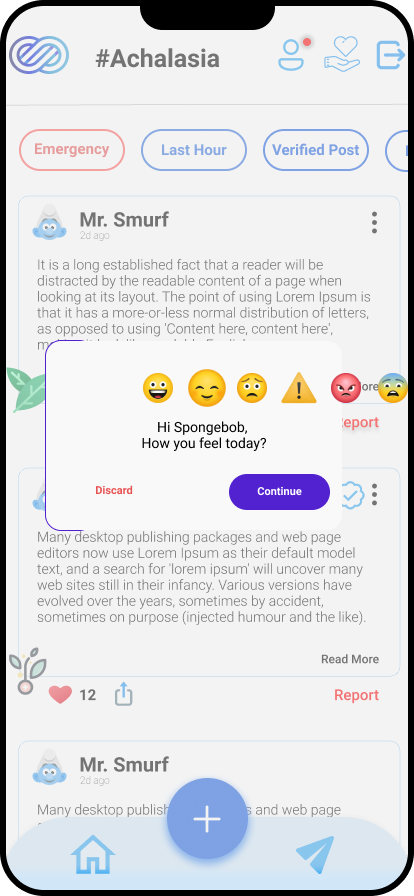 #Achalasia
Emergency
Last Hour
Verified Post
Mr. Smurf
2d ago
It is a long established fact that a reader will be
distracted by the readable content of a page when
looking at its layout. The point of using Lorem Ipsum is
that it has a more-or-less normal distribution of letters,
as opposed to using 'Content here, content here',
ore
Hi Spongebob,
How you feel today?
Report
Discard
Continue
Many desktop publishing packages and web page
editors now use Lorem Ipsum as their default model
text, and a search for 'lorem ipsum' will uncover many
web sites still in their infancy. Various versions have
evolved over the years, sometimes by accident,
sometimes on purpose (injected humour and the like).
Read More
12
Report
Mr. Smurf
2d ago
Many desktop publish s and web page